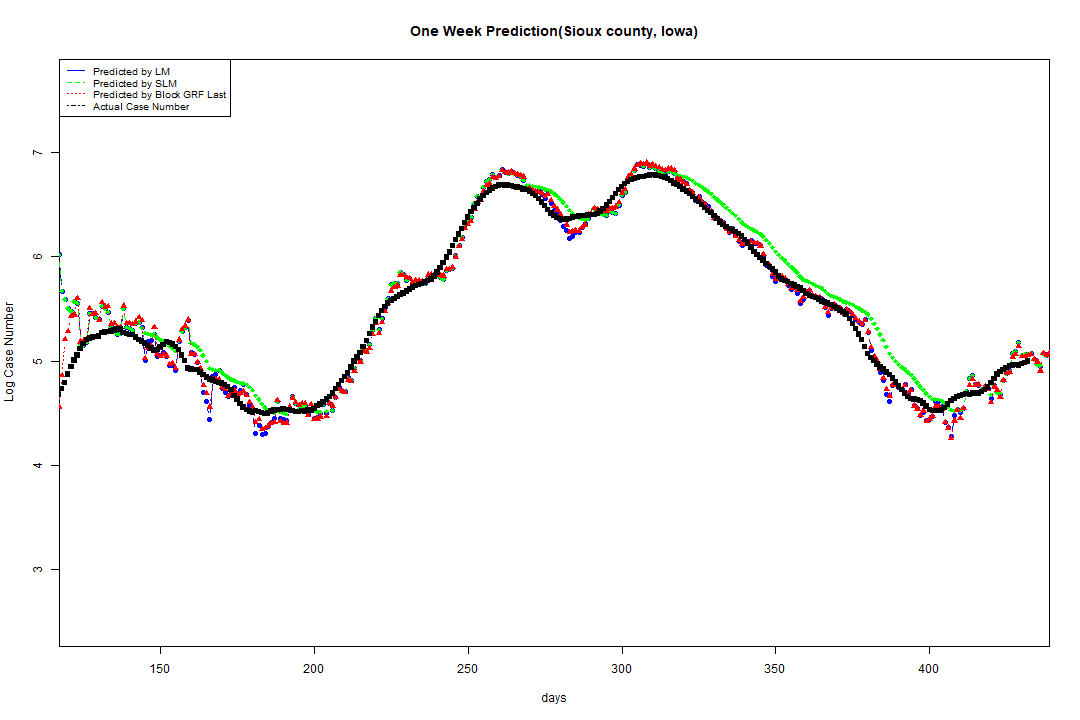 One Week Prediction(Sioux county, Iowa)
Predicted by LM
Predicted by SLM
Predicted by Block GRF Last
Actual Case Number
7
6
5
4
3
Log Case Number
150 200 250 300 350 400
days